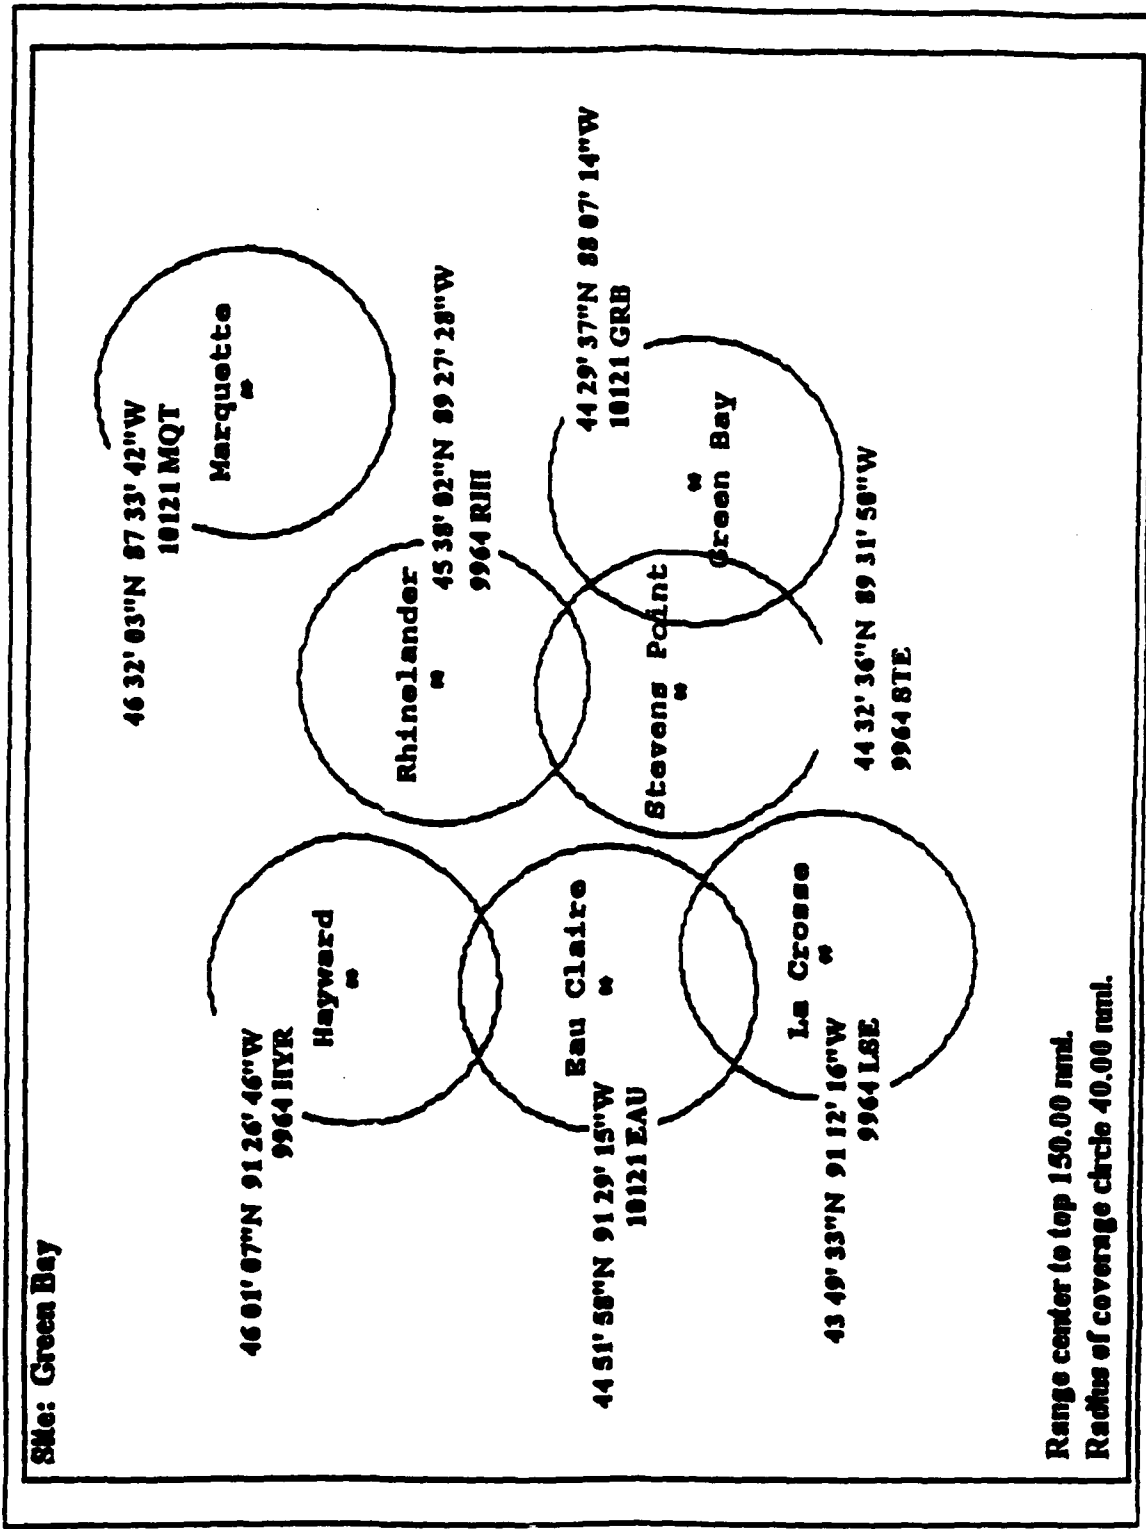 Site: Green Bay
46 32' 03"N 87 33' 42"W
10121 MQT
Marquette
46 01' 07"N 91 26' 46"W
9964 HYR
Hayward
Rhinelander
45 38' 02"N 89 27' 28"W
9964 RHI
44 51' 58"N 91 29' 15"W
10121 EAU
Eau Claire
Stevens Point
44 32' 36"N 89 31' 50"W
9964 STE
44 29' 37"N 88 07' 14"W
10121 GRB
Green Bay
43 49' 33"N 91 12' 16"W
9964 LSE
La Crosse
Range center to top 150.00 nmi.
Radius of coverage circle 40.00 nmi.